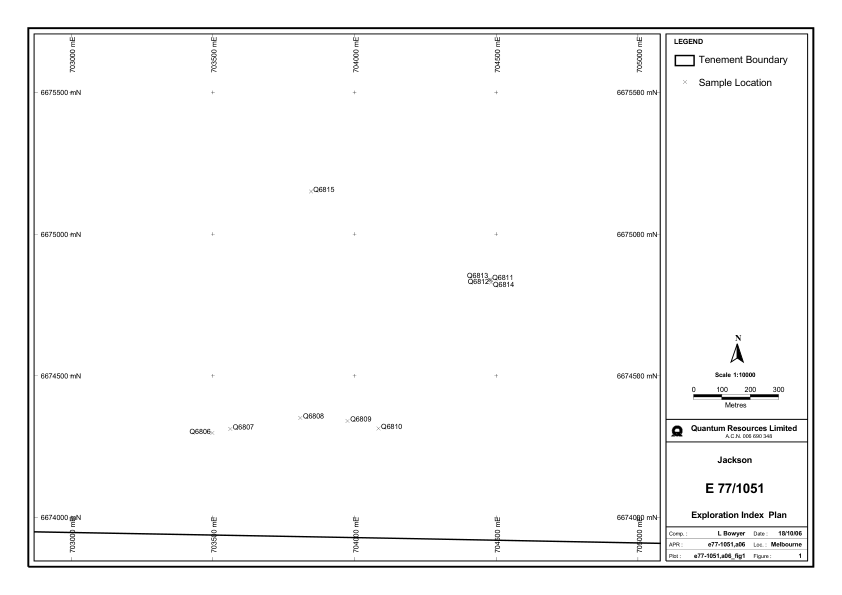 703000 mE
703500 mE
704000 mE
704500 mE
705000 mE
6675500 mN
6675500 mN
Q6815
6675000 mN
6675000 mN
Q6813
Q6811
Q6812
Q6814
6674500 mN
6674500 mN
Q6808
Q6809
Q6806
Q6807
Q6810
6674000 mN
6674000 mN
703000 mE
703500 mE
704000 mE
704500 mE
705000 mE
LEGEND
Tenement Boundary
Sample Location
N
Scale 1:10000
0 100 200 300
Metres
Quantum Resources Limited
A.C.N. 006 690 348
Jackson
E 77/1051
Exploration Index Plan
Comp. : L Bowyer Date : 18/10/06
APR : e77-1051,a06 Loc. : Melbourne
Plot : e77-1051,a06_fig1 Figure : 1